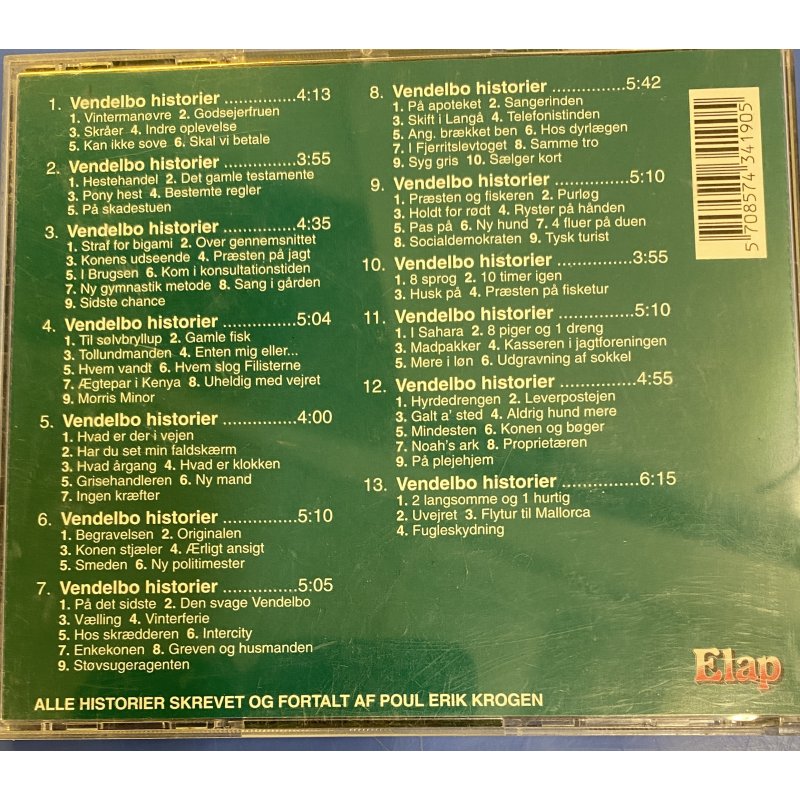 1. Vendelbo historier ..............4:13
1. Vintermanøvre 2. Godsejerfruen
3. Skråer 4. Indre oplevelse
5. Kan ikke sove 6. Skal vi betale
2. Vendelbo historier ..............3:55
1. Hestehandel 2. Det gamle testamente
3. Pony hest 4. Bestemte regler
5. På skadestuen
3. Vendelbo historier ..............4:35
1. Straf for bigami 2. Over gennemsnittet
3. Konens udseende 4. Præsten på jagt
5. I Brugsen 6. Kom i konsultationstiden
7. Ny gymnastik metode 8. Sang i gården
9. Sidste chance
4. Vendelbo historier ..............5:04
1. Til sølvbryllup 2. Gamle fisk
3. Tollundmanden 4. Enten mig eller...
5. Hvem vandt 6. Hvem slog Filisterne
7. Ægtepar i Kenya 8. Uheldig med vejret
9. Morris Minor
5. Vendelbo historier ..............4:00
1. Hvad er der i vejen
2. Har du set min faldskærm
3. Hvad årgang 4. Hvad er klokken
5. Grisehandleren 6. Ny mand
7. Ingen kræfter
6. Vendelbo historier ..............5:10
1. Begravelsen 2. Originalen
3. Konen stjæler 4. Ærligt ansigt
5. Smeden 6. Ny politimester
7. Vendelbo historier ..............5:05
1. På det sidste 2. Den svage Vendelbo
3. Vælling 4. Vinterferie
5. Hos skrædderen 6. Intercity
7. Enkekonen 8. Greven og husmanden
9. Støvsugeragenten
8. Vendelbo historier ..............5:42
1. På apoteket 2. Sangerinden
3. Skift i Langå 4. Telefonistinden
5. Ang. brækket ben 6. Hos dyrlægen
7. I Fjerritslevtoget 8. Samme tro
9. Syg gris 10. Sælger kort
9. Vendelbo historier ..............5:10
1. Præsten og fiskeren 2. Purløg
3. Holdt for rødt 4. Ryster på hånden
5. Pas på 6. Ny hund 7. 4 fluer på duen
8. Socialdemokraten 9. Tysk turist
10. Vendelbo historier ..............3:55
1. 8 sprog 2. 10 timer igen
3. Husk på 4. Præsten på fisketur
11. Vendelbo historier ..............5:10
1. I Sahara 2. 8 piger og 1 dreng
3. Madpakker 4. Kasseren i jagtforeningen
5. Mere i løn 6. Udgravning af sokkel
12. Vendelbo historier ..............4:55
1. Hyrdedrengen 2. Leverpostejen
3. Galt a' sted 4. Aldrig hund mere
5. Mindesten 6. Konen og bøger
7. Noah's ark 8. Proprietæren
9. På plejehjem
13. Vendelbo historier ..............6:15
1. 2 langsomme og 1 hurtig
2. Uvejret 3. Flytur til Mallorca
4. Fugleskydning
5 708574 341905
Elap
ALLE HISTORIER SKREVET OG FORTALT AF POUL ERIK KROGEN